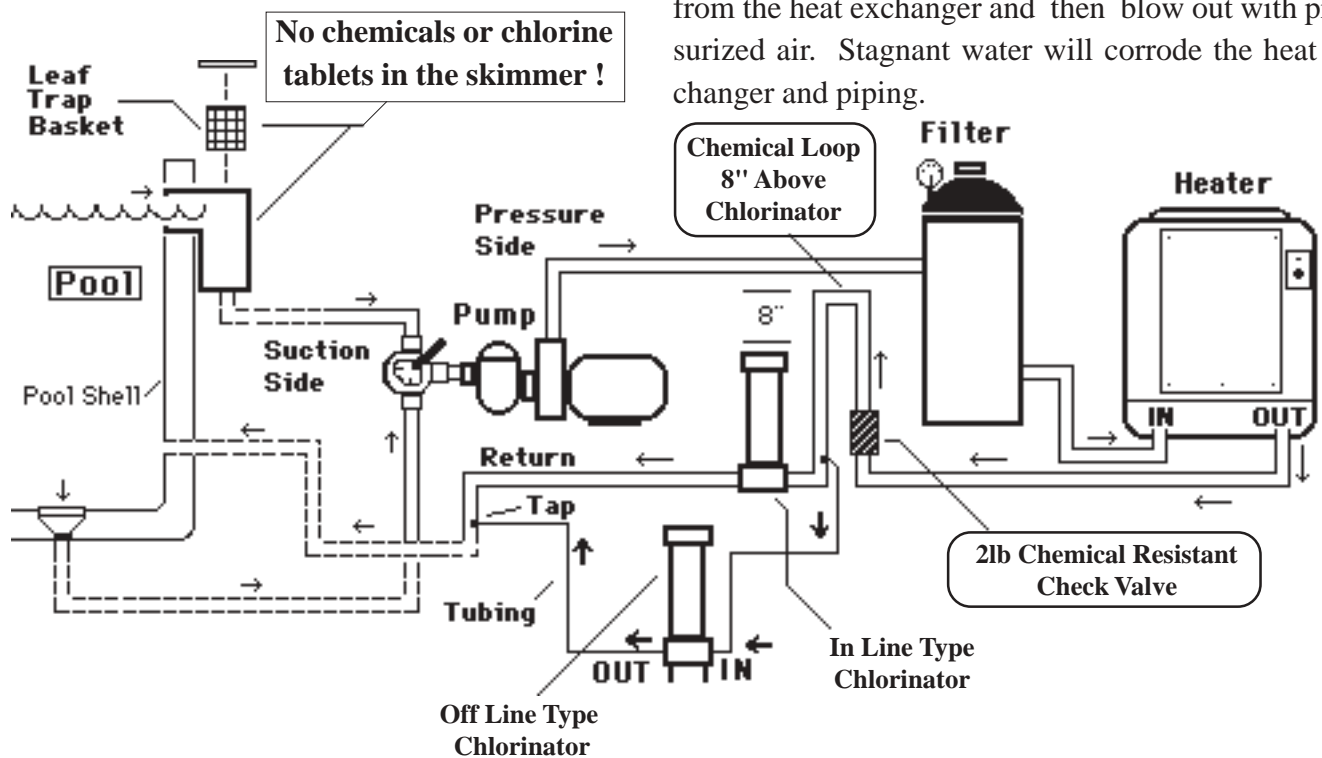 from the heat exchanger and then blow out with
surized air. Stagnant water will corrode the heat
changer and piping.
No chemicals or chlorine
tablets in the skimmer !
Leaf
Trap
Basket
Chemical Loop
8" Above
Chlorinator
Filter
Heater
Pressure
Side
Pool
8"
Pump
Suction
Side
Pool Shell
IN
OUT
Return
Tap
2lb Chemical Resistant
Check Valve
Tubing
OUT
IN
In Line Type
Chlorinator
Off Line Type
Chlorinator